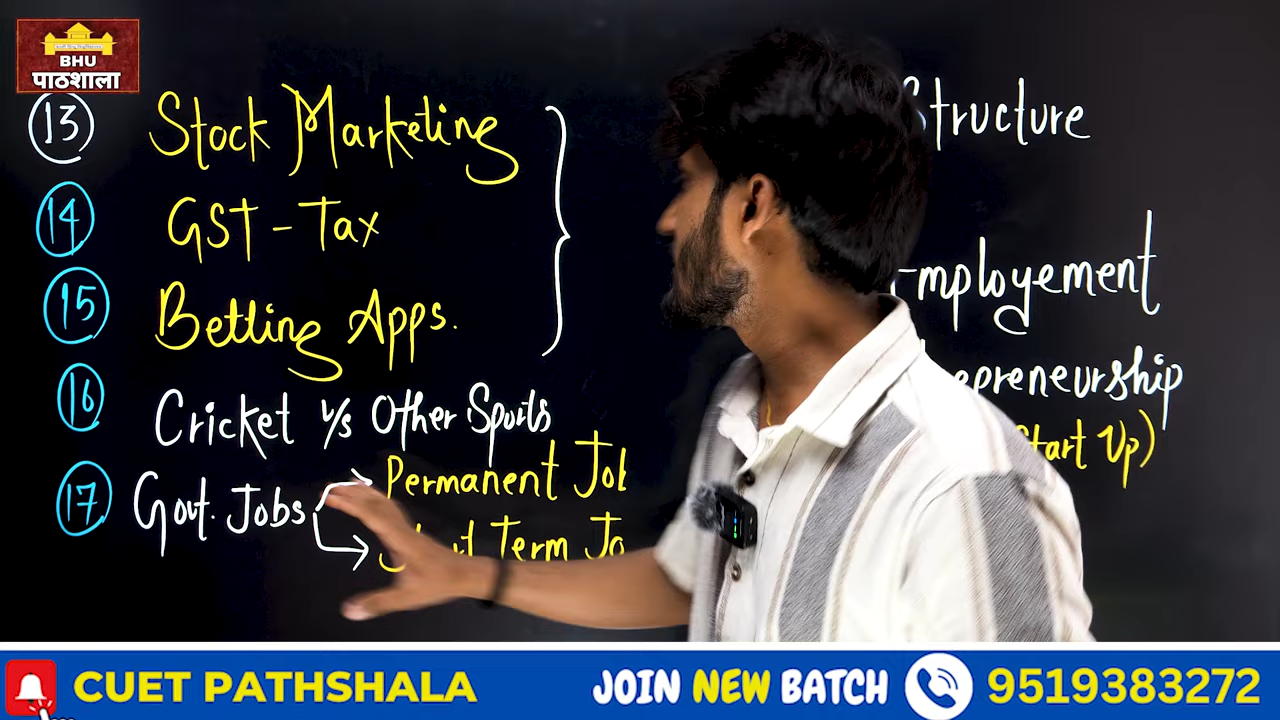 BHU
पाठशाला
13 Stock Marketing
14 GST - Tax
15 Betting Apps.
16 Cricket v/s Other Sports
17 Govt. Jobs
Permanent Job
Term Jo
Structure
mployement
epreneurship
tart Up)
CUET PATHSHALA
JOIN NEW BATCH
9519383272